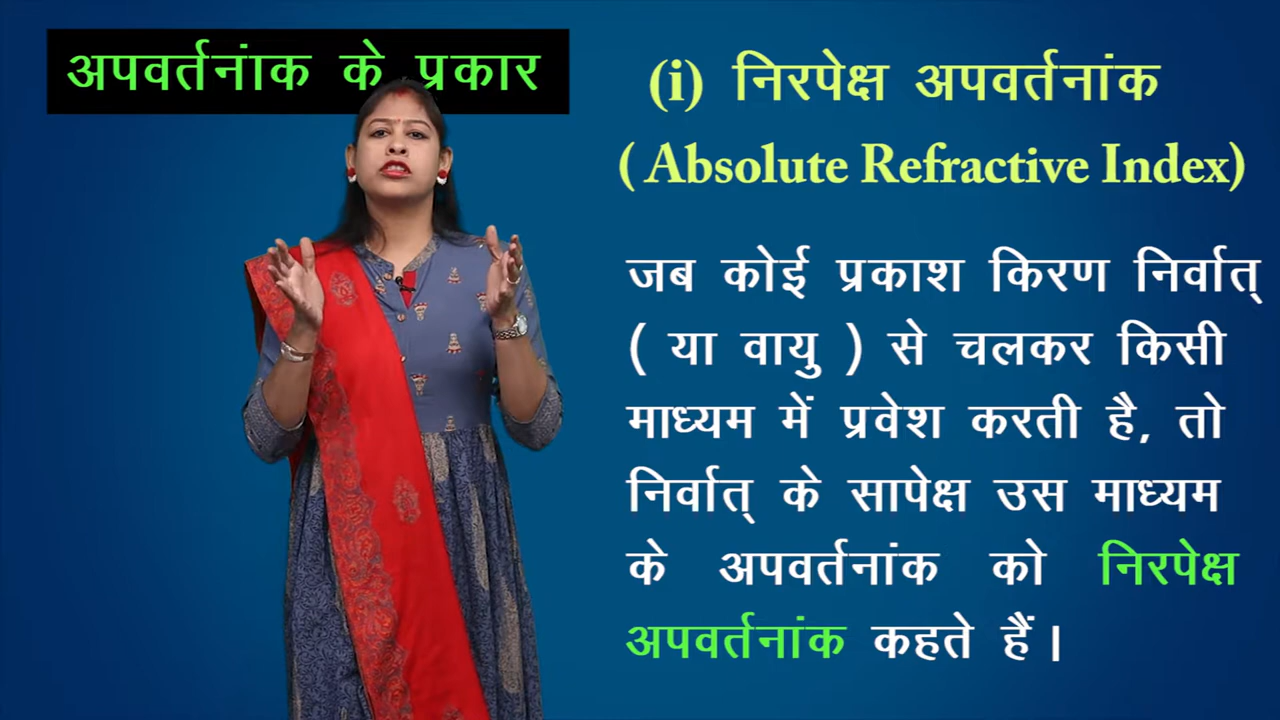 अपवर्तनांक के प्रकार
(i) निरपेक्ष अपवर्तनांक
( Absolute Refractive Index)
जब कोई प्रकाश किरण निर्वात्
( या वायु ) से चलकर किसी
माध्यम में प्रवेश करती है, तो
निर्वात् के सापेक्ष उस माध्यम
के अपवर्तनांक को निरपेक्ष
अपवर्तनांक कहते हैं ।